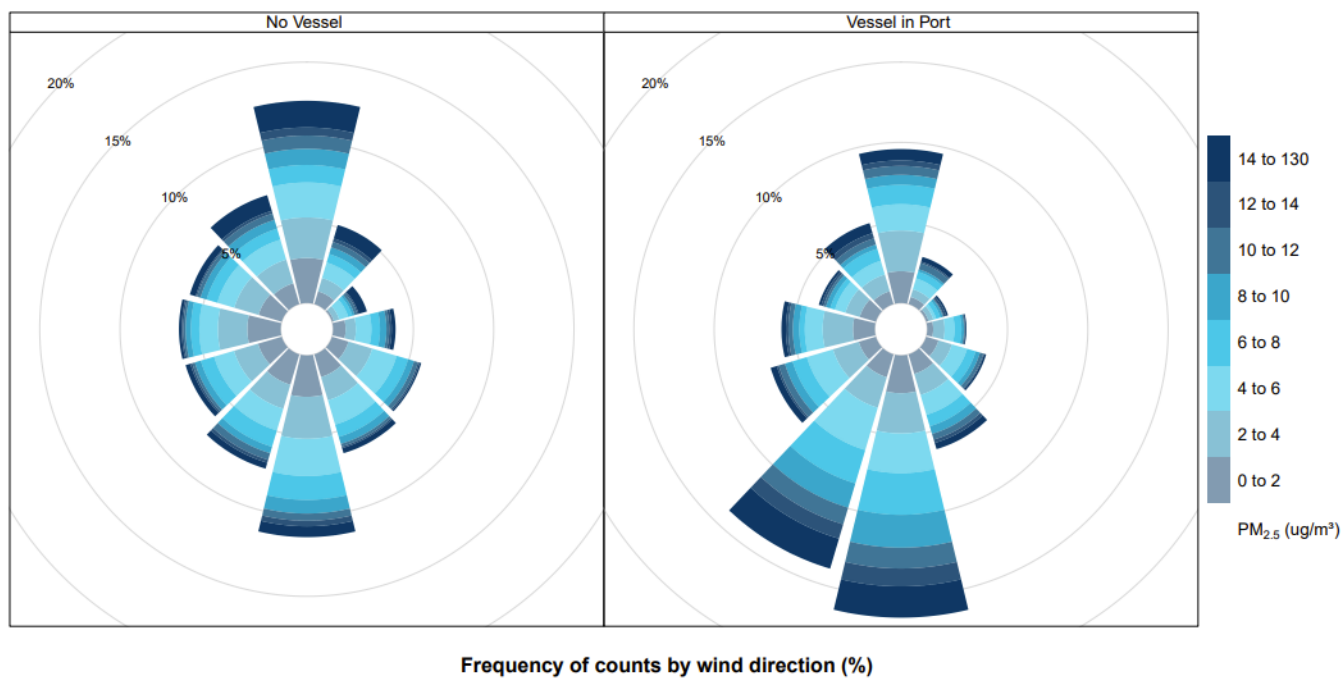 No Vessel
Vessel in Port
20%
15%
10%
5%
20%
15%
10%
5%
14 to 130
12 to 14
10 to 12
8 to 10
6 to 8
4 to 6
2 to 4
0 to 2
PM2.5 (ug/m³)
Frequency of counts by wind direction (%)